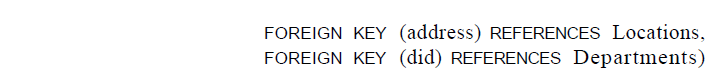 FOREIGN KEY (address) REFERENCES Locations,
FOREIGN KEY (did) REFERENCES Departments)